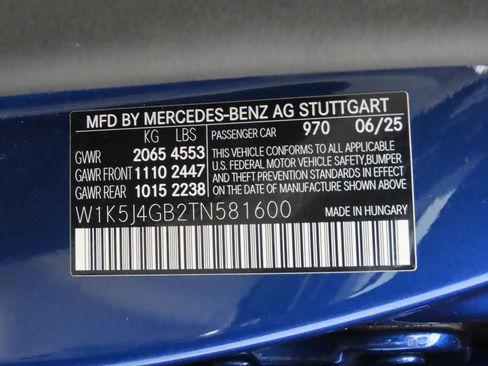 MFD BY MERCEDES-BENZ AG STUTTGART
KG LBS PASSENGER CAR 970 06/25
GVWR 2065 4553
GAWR FRONT 1110 2447
GAWR REAR 1015 2238
THIS VEHICLE CONFORMS TO ALL APPLICABLE
U.S. FEDERAL MOTOR VEHICLE SAFETY,BUMPER
AND THEFT PREVENTION STANDARDS IN EFFECT
ON THE DATE OF MANUFACTURE SHOWN ABOVE.
W1K5J4GB2TN581600
MADE IN HUNGARY